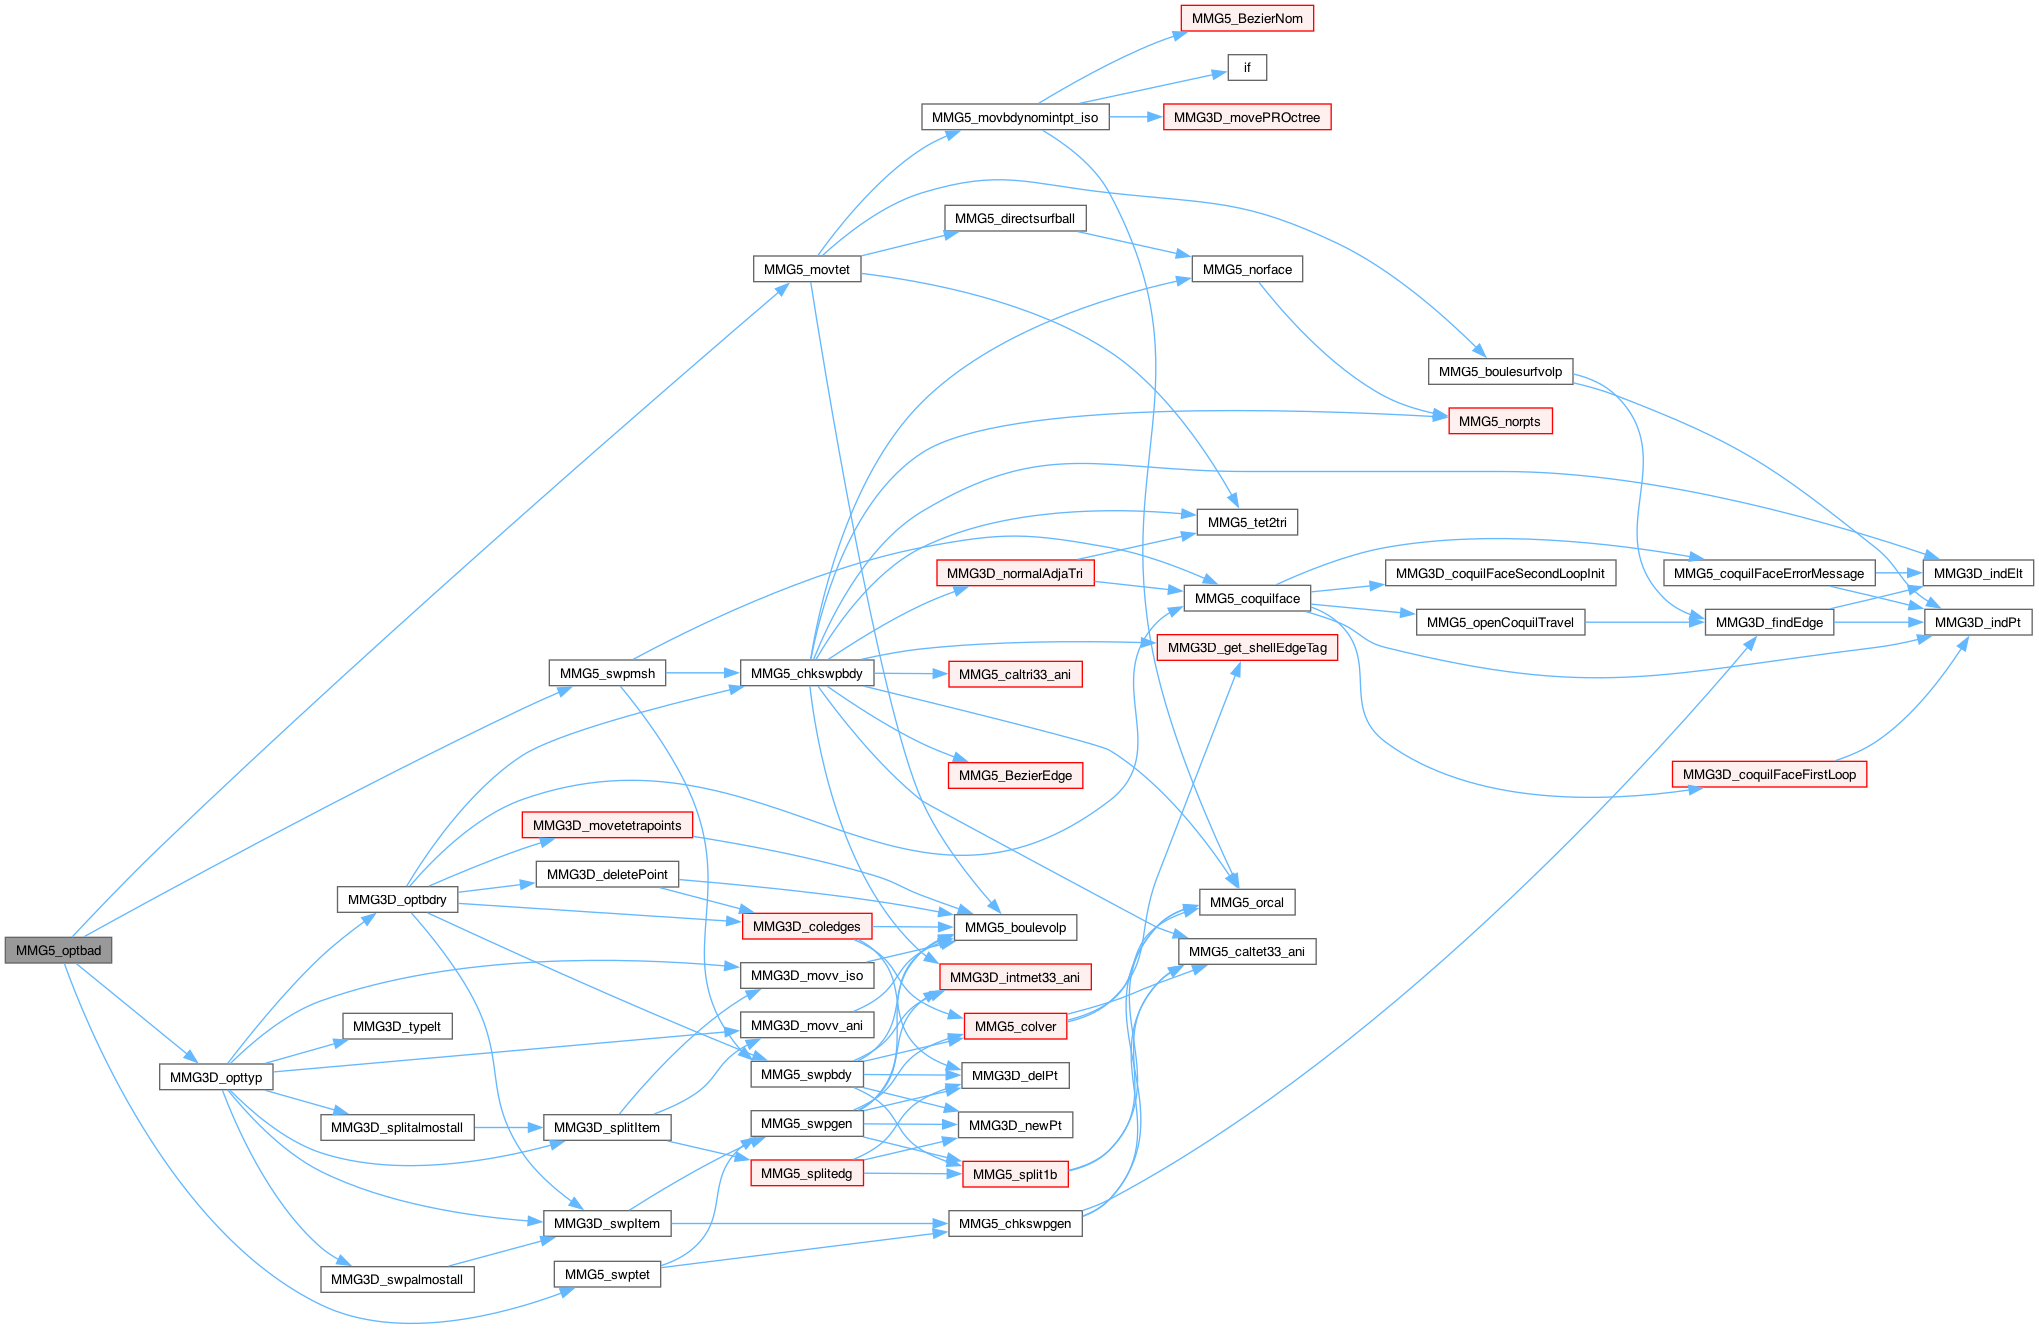 MMG5_BezierNom
if
MMG5_movbdynomintpt_iso
MMG3D_movePROctree
MMG5_directsurfball
MMG5_movtet
MMG5_norface
MMG5_boulesurfvolp
MMG5_norpts
MMG5_tet2tri
MMG3D_normalAdjaTri
MMG3D_coquilFaceSecondLoopInit
MMG5_coquilFaceErrorMessage
MMG3D_indElt
MMG5_coquilface
MMG5_openCoquilTravel
MMG3D_findEdge
MMG3D_indPt
MMG3D_get_shellEdgeTag
MMG5_swpmsh
MMG5_chkswpbdy
MMG5_caltri33_ani
MMG5_BezierEdge
MMG3D_coquilFaceFirstLoop
MMG3D_movetetrapoints
MMG3D_deletePoint
MMG3D_optbdry
MMG5_orcal
MMG3D_coledges
MMG5_boulevolp
MMG5_optbad
MMG5_caltet33_ani
MMG3D_movv_iso
MMG3D_intmet33_ani
MMG3D_typelt
MMG3D_movv_ani
MMG5_colver
MMG3D_opttyp
MMG5_swpbdy
MMG3D_delPt
MMG3D_splitalmostall
MMG3D_splitItem
MMG5_swpgen
MMG3D_newPt
MMG5_splitedg
MMG5_split1b
MMG3D_swpItem
MMG5_chkswpgen
MMG3D_swpalmostall
MMG5_swptet